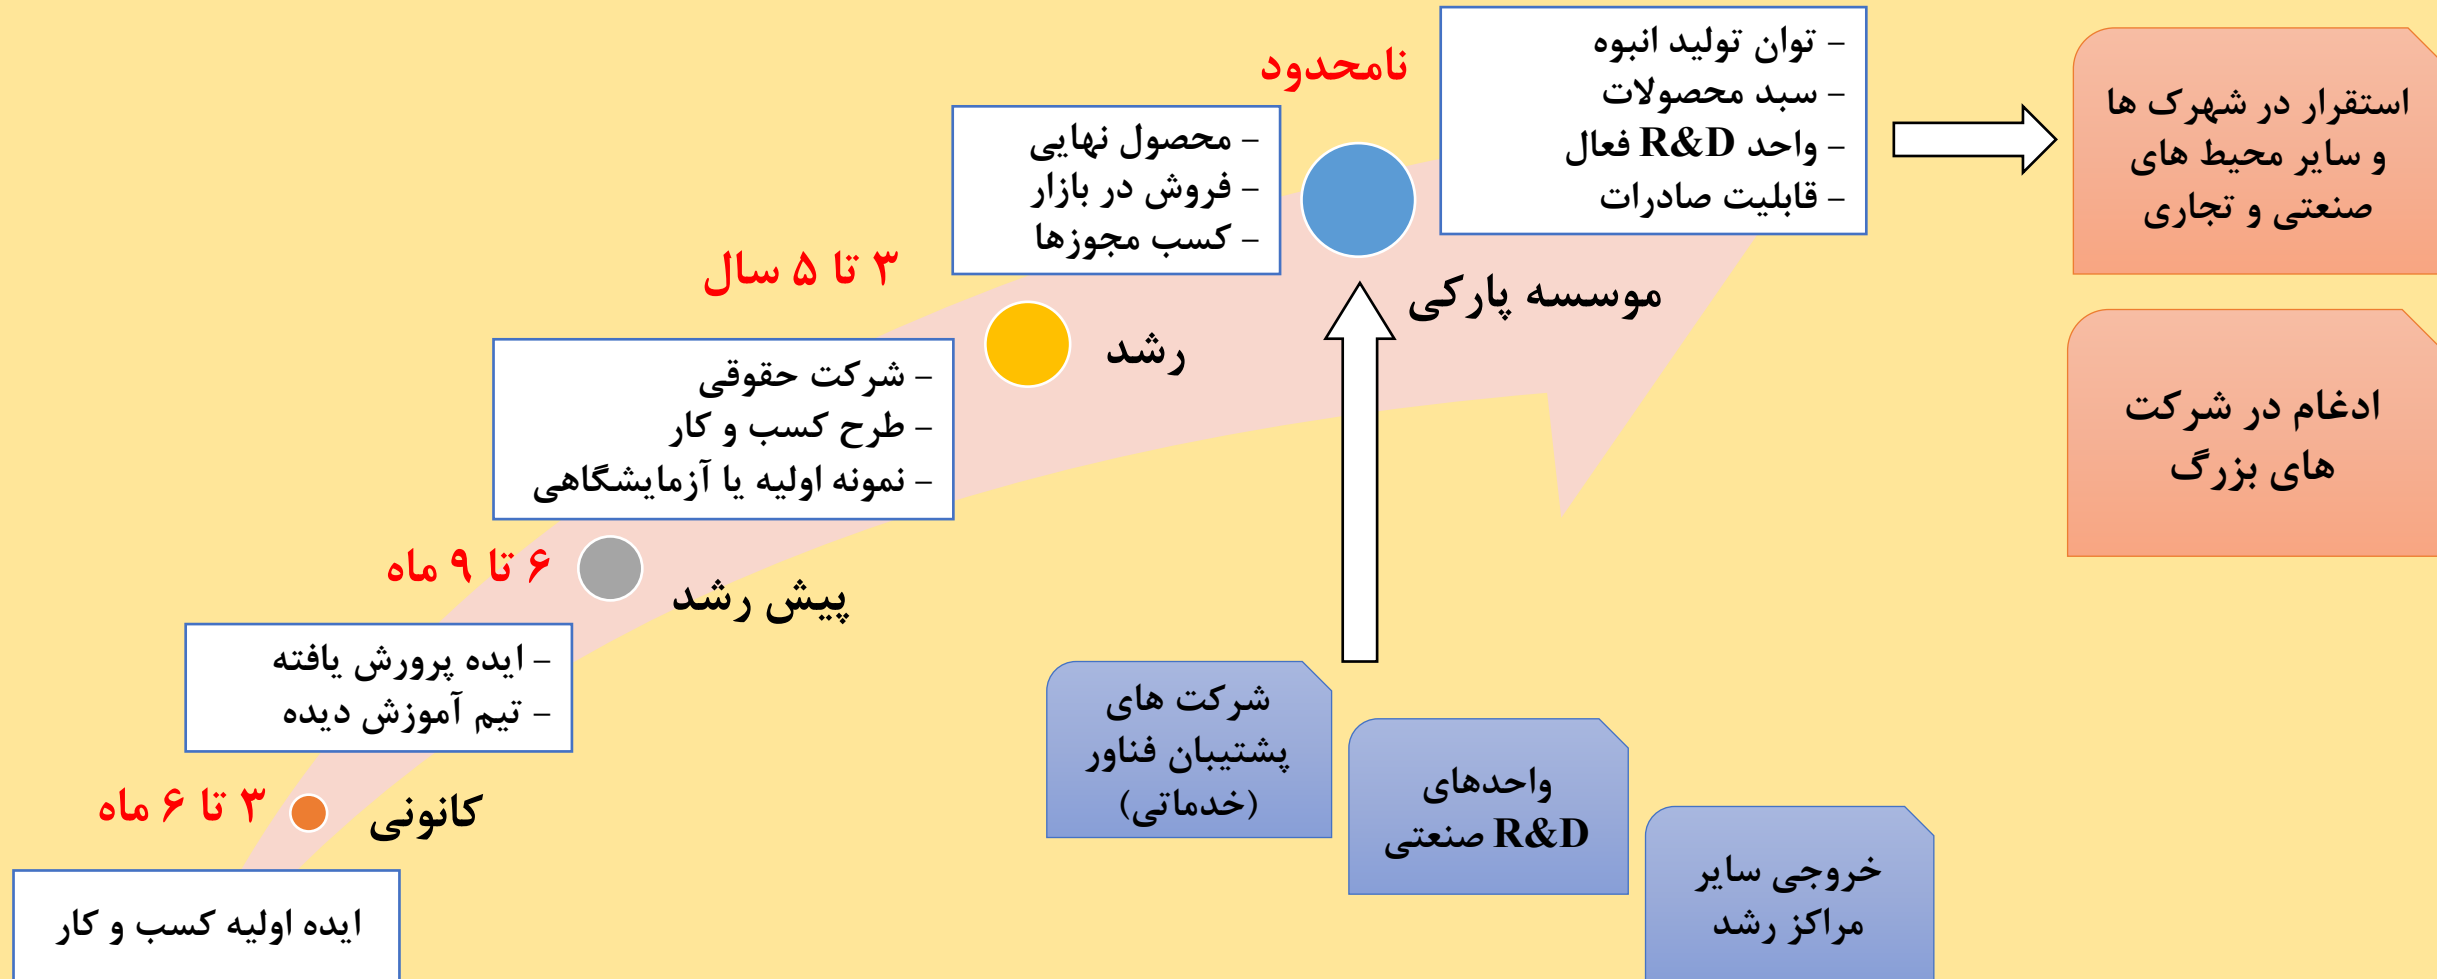 ایده اولیه کسب و کار
۳ تا ۶ ماه
کانونی
– ایده پرورش یافته
– تیم آموزش دیده
۶ تا ۹ ماه
پیش رشد
– شرکت حقوقی
– طرح کسب و کار
– نمونه اولیه یا آزمایشگاهی
۳ تا ۵ سال
رشد
– محصول نهایی
– فروش در بازار
– کسب مجوزها
نامحدود
موسسه پارکی
– توان تولید انبوه
– سبد محصولات
– واحد R&D فعال
– قابلیت صادرات
استقرار در شهرک ها
و سایر محیط های
صنعتی و تجاری
ادغام در شرکت
های بزرگ
شرکت های
پشتیبان فناور
(خدماتی)
واحدهای
R&D صنعتی
خروجی سایر
مراکز رشد